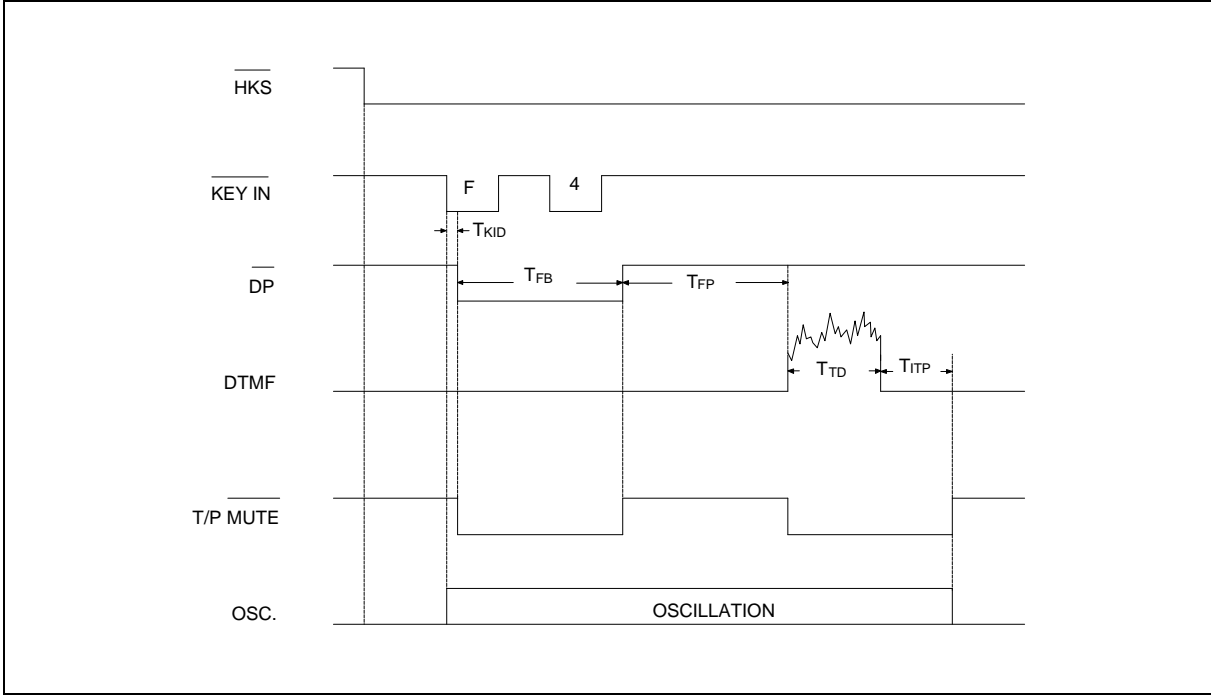 HKS
KEY IN
F
4
TKID
DP
TFB
TFP
DTMF
TTD
TITP
T/P MUTE
OSC.
OSCILLATION